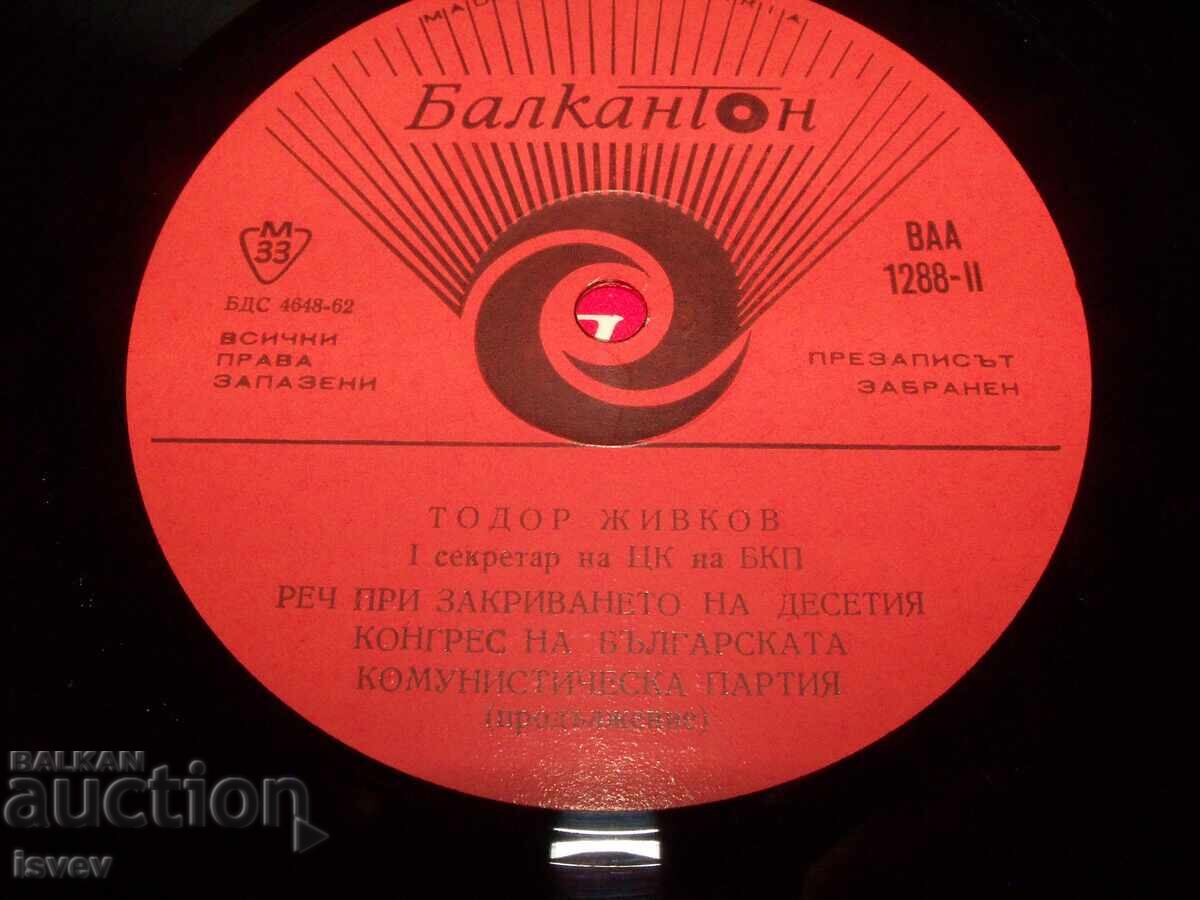 Балкантон
М
33
БДС 4648-62
ВСИЧКИ
ПРАВА
ЗАПАЗЕНИ
ВАА
1288-II
ПРЕЗАПИСЪТ
ЗАБРАНЕН
ТОДОР ЖИВКОВ
I секретар на ЦК на БКП
РЕЧ ПРИ ЗАКРИВАНЕТО НА ДЕСЕТИЯ
КОНГРЕС НА БЪЛГАРСКАТА
КОМУНИСТИЧЕСКА ПАРТИЯ
(продължение)
BALKAN
auction
isvev